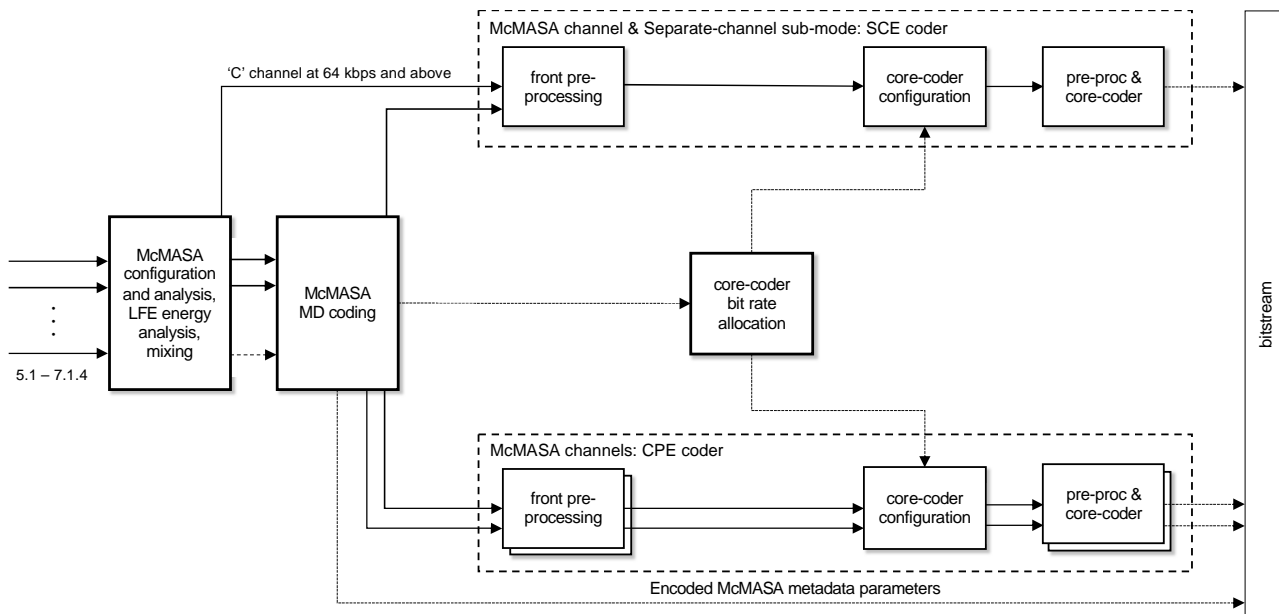 McMASA channel & Separate-channel sub-mode: SCE coder
‘C’ channel at 64 kbps and above
front pre-
processing
core-coder
configuration
pre-proc &
core-coder
McMASA
configuration
and analysis,
LFE energy
analysis,
mixing
McMASA
MD coding
core-coder
bit rate
allocation
bitstream
5.1 – 7.1.4
McMASA channels: CPE coder
front pre-
processing
core-coder
configuration
pre-proc &
core-coder
Encoded McMASA metadata parameters